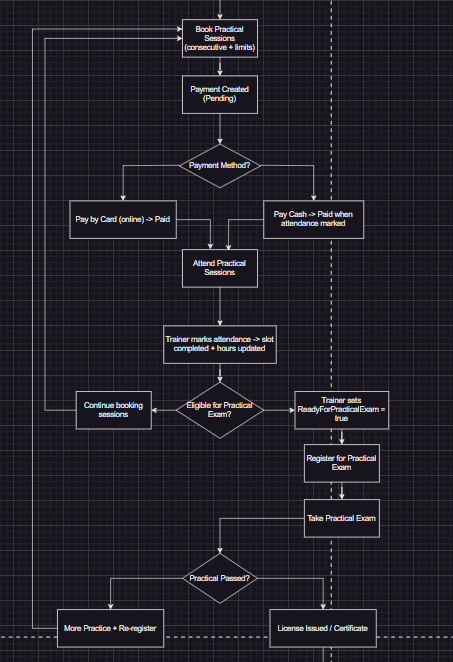 Book Practical
Sessions
(consecutive + limits)
Payment Created
(Pending)
Payment Method?
Pay by Card (online) -> Paid
Pay Cash -> Paid when
attendance marked
Attend Practical
Sessions
Trainer marks attendance -> slot
completed + hours updated
Continue booking
sessions
Eligible for Practical
Exam?
Trainer sets
ReadyForPracticalExam =
true
Register for Practical
Exam
Take Practical Exam
Practical Passed?
More Practice + Re-register
License Issued / Certificate